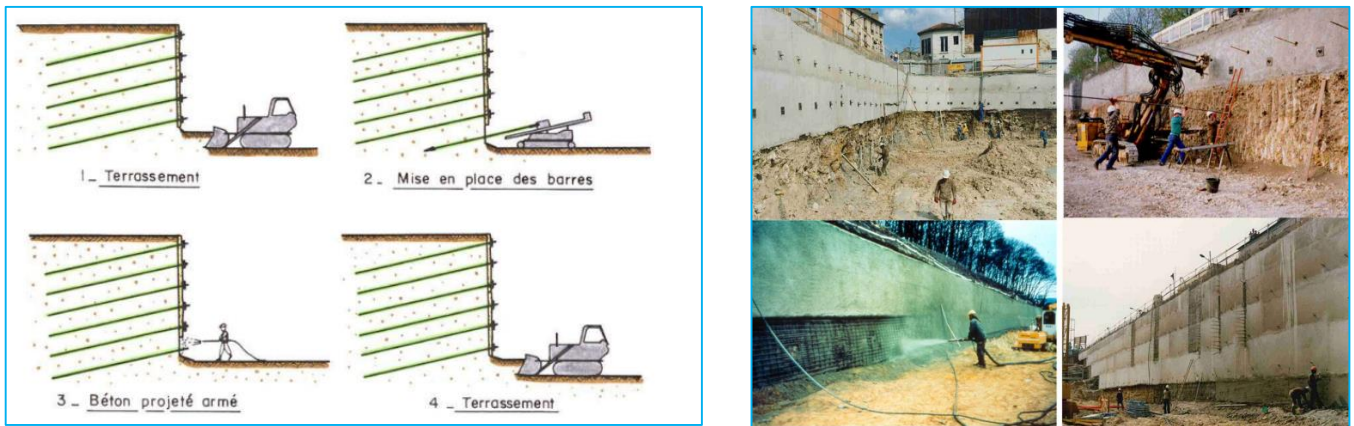 1_ Terrassement
2_ Mise en place des barres
3_ Béton projeté armé
4_ Terrassement